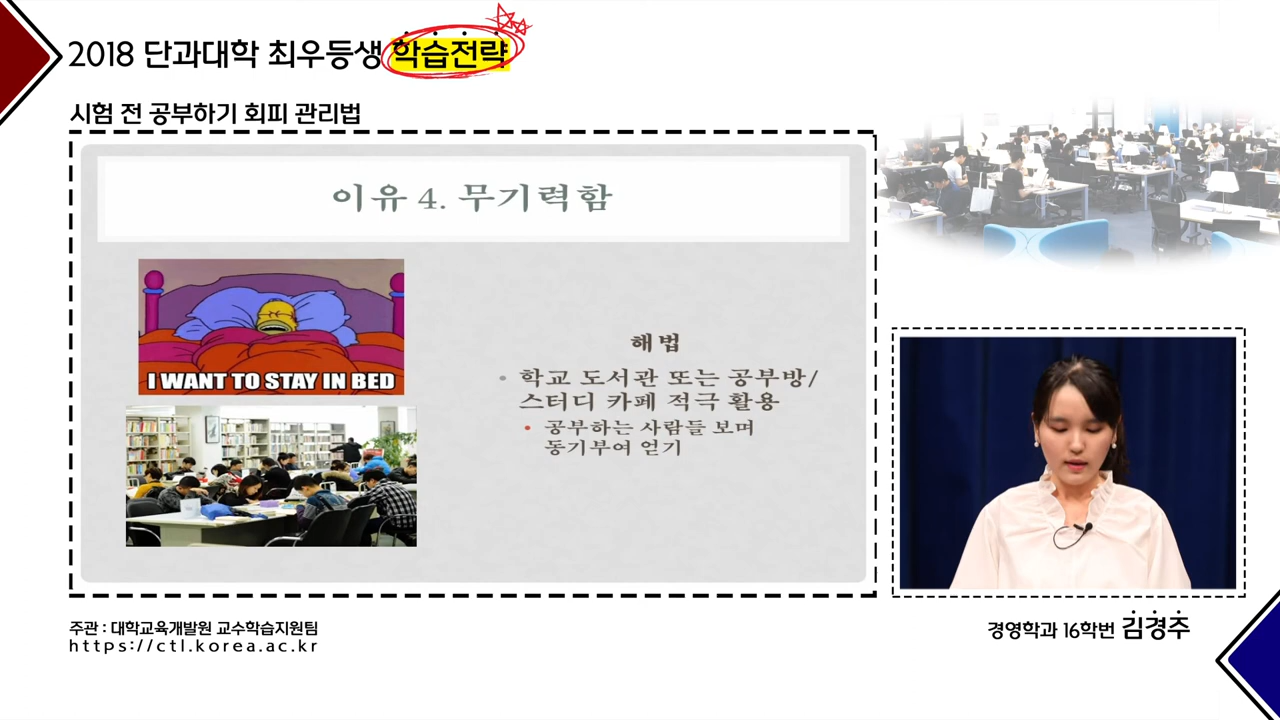 2018 단과대학 최우등생 학습전략
시험 전 공부하기 회피 관리법
이유 4. 무기력함
I WANT TO STAY IN BED
해법
• 학교 도서관 또는 공부방/
스터디 카페 적극 활용
• 공부하는 사람들 보며
동기부여 얻기
주관 : 대학교육개발원 교수학습지원팀
https://ctl.korea.ac.kr
경영학과 16학번 김경주